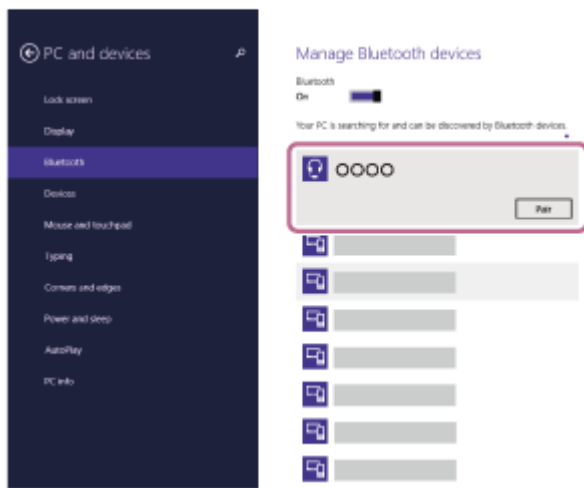 PC and devices
Lock screen
Display
Bluetooth
Devices
Mouse and touchpad
Typing
Corners and edges
Power and sleep
AutoPlay
PC info
Manage Bluetooth devices
Bluetooth
On
Your PC is searching for and can be discovered by Bluetooth devices.
OOOO
Pair